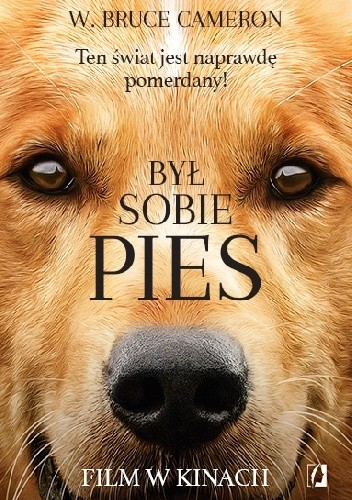 W. BRUCE CAMERON
Ten świat jest naprawdę
pomerdany!
BYŁ
SOBIE
PIES
FILM W KINACH